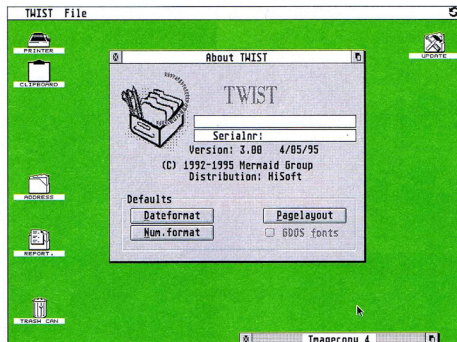 TWIST File
PRINTER
CLIPBOARD
UPDATE
About TWIST
TWIST
Serialnr:
Version: 3.00 4/05/95
(C) 1992-1995 Mermaid Group
Distribution: HiSoft
Defaults
Dateformat
Pagelayout
Num.format
GDOS fonts
ADDRESS
REPORT.
TRASH CAN
Imagecopy 4